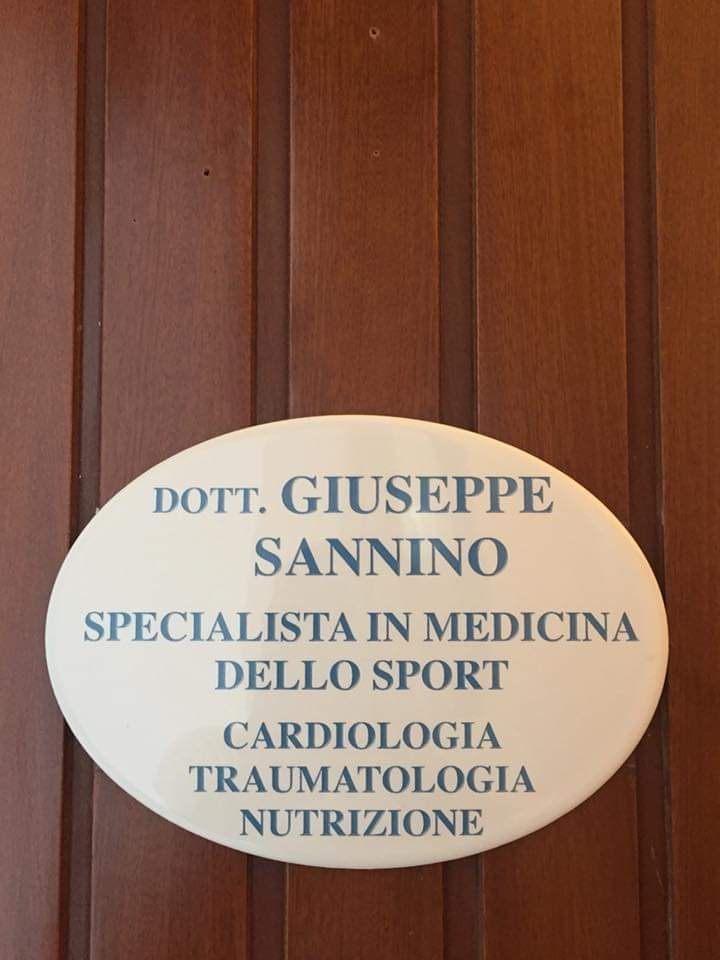 DOTT. GIUSEPPE
SANNINO
SPECIALISTA IN MEDICINA
DELLO SPORT
CARDIOLOGIA
TRAUMATOLOGIA
NUTRIZIONE